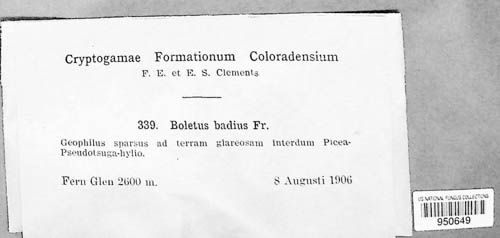 Cryptogamae Formationum Coloradensium
F. E. et E. S. Clements
339. Boletus badius Fr.
Geophilus sparsus ad terram glareosam interdum Picea-
Pseudotsuga-hylio.
Fern Glen 2600 m. 8 Augusti 1906
US NATIONAL FUNGUS COLLECTIONS
950649